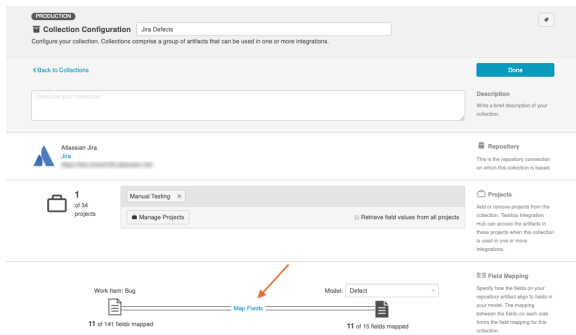 PRODUCTION
Collection Configuration
Jira Defects
Configure your collection. Collections comprise a group of artifacts that can be used in one or more integrations.
Back to Collections
Done
Describe your collection
Description
Write a brief description of your
collection.
Atlassian Jira
Jira
Repository
This is the repository connection
on which this collection is based.
1
of 34
projects
Manual Testing ×
Manage Projects
Retrieve field values from all projects
Projects
Add or remove projects from the
collection. Tasktop Integration
Hub can access the artifacts in
these projects when this collection
is used in one or more
integrations.
Work Item: Bug
Map Fields
Model: Defect
11 of 141 fields mapped
11 of 15 fields mapped
Field Mapping
Specify how the fields on your
repository artifact align to fields in
your model. The mapping
between the fields on each side
forms the field mapping for this
collection.